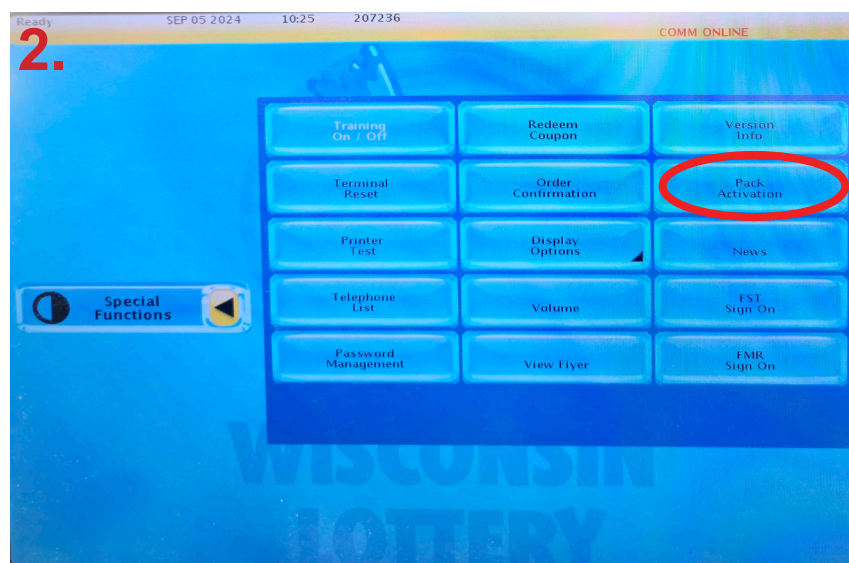 Ready SEP 05 2024 10:25 207236
COMM ONLINE
2.
Training
On / Off
Redeem
Coupon
Version
Info
Terminal
Reset
Order
Confirmation
Pack
Activation
Printer
Test
Display
Options
News
Special
Functions
Telephone
List
Volume
FST
Sign On
Password
Management
View Flyer
FMR
Sign On
WISCONSIN
LOTTERY